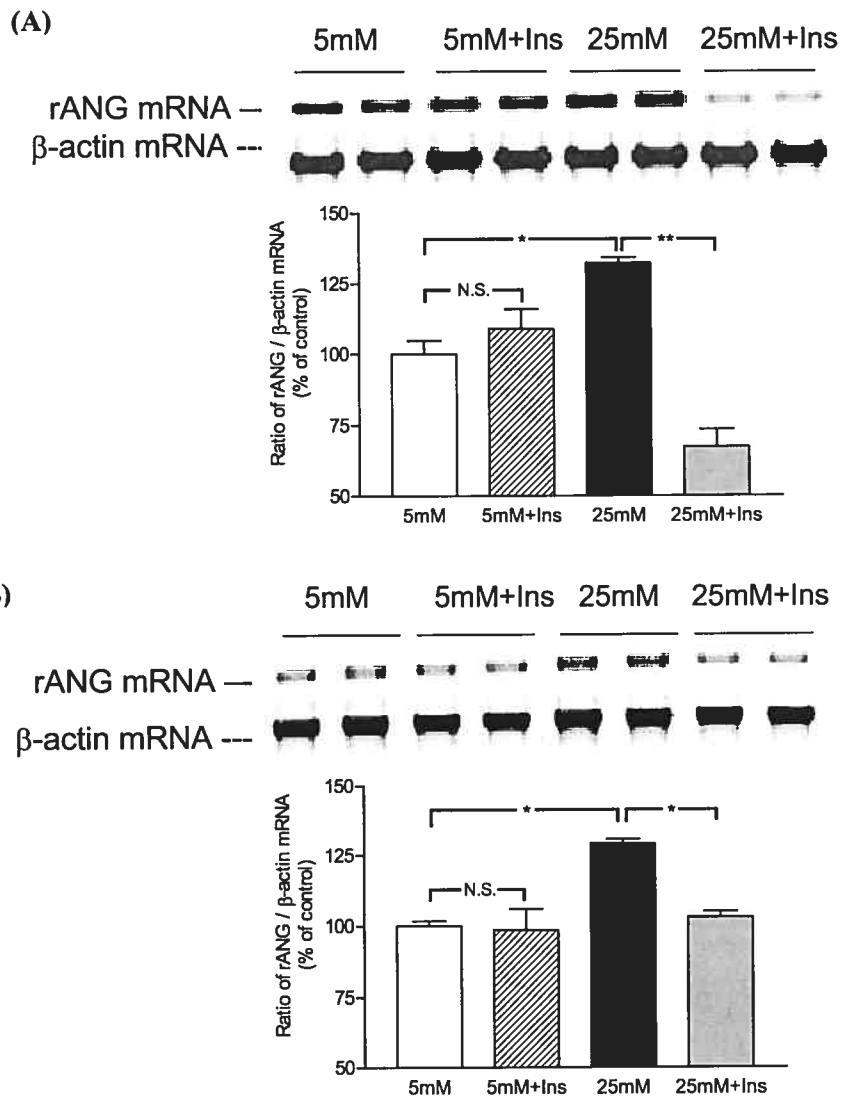 (A)
5mM 5mM+Ins 25mM 25mM+Ins
rANG mRNA —
β-actin mRNA ---
Ratio of rANG / β-actin mRNA
(% of control)
150
125
100
75
50
* **
N.S.
5mM 5mM+Ins 25mM 25mM+Ins
)
5mM 5mM+Ins 25mM 25mM+Ins
rANG mRNA —
β-actin mRNA ---
Ratio of rANG / β-actin mRNA
(% of control)
150
125
100
75
50
* *
N.S.
5mM 5mM+Ins 25mM 25mM+Ins